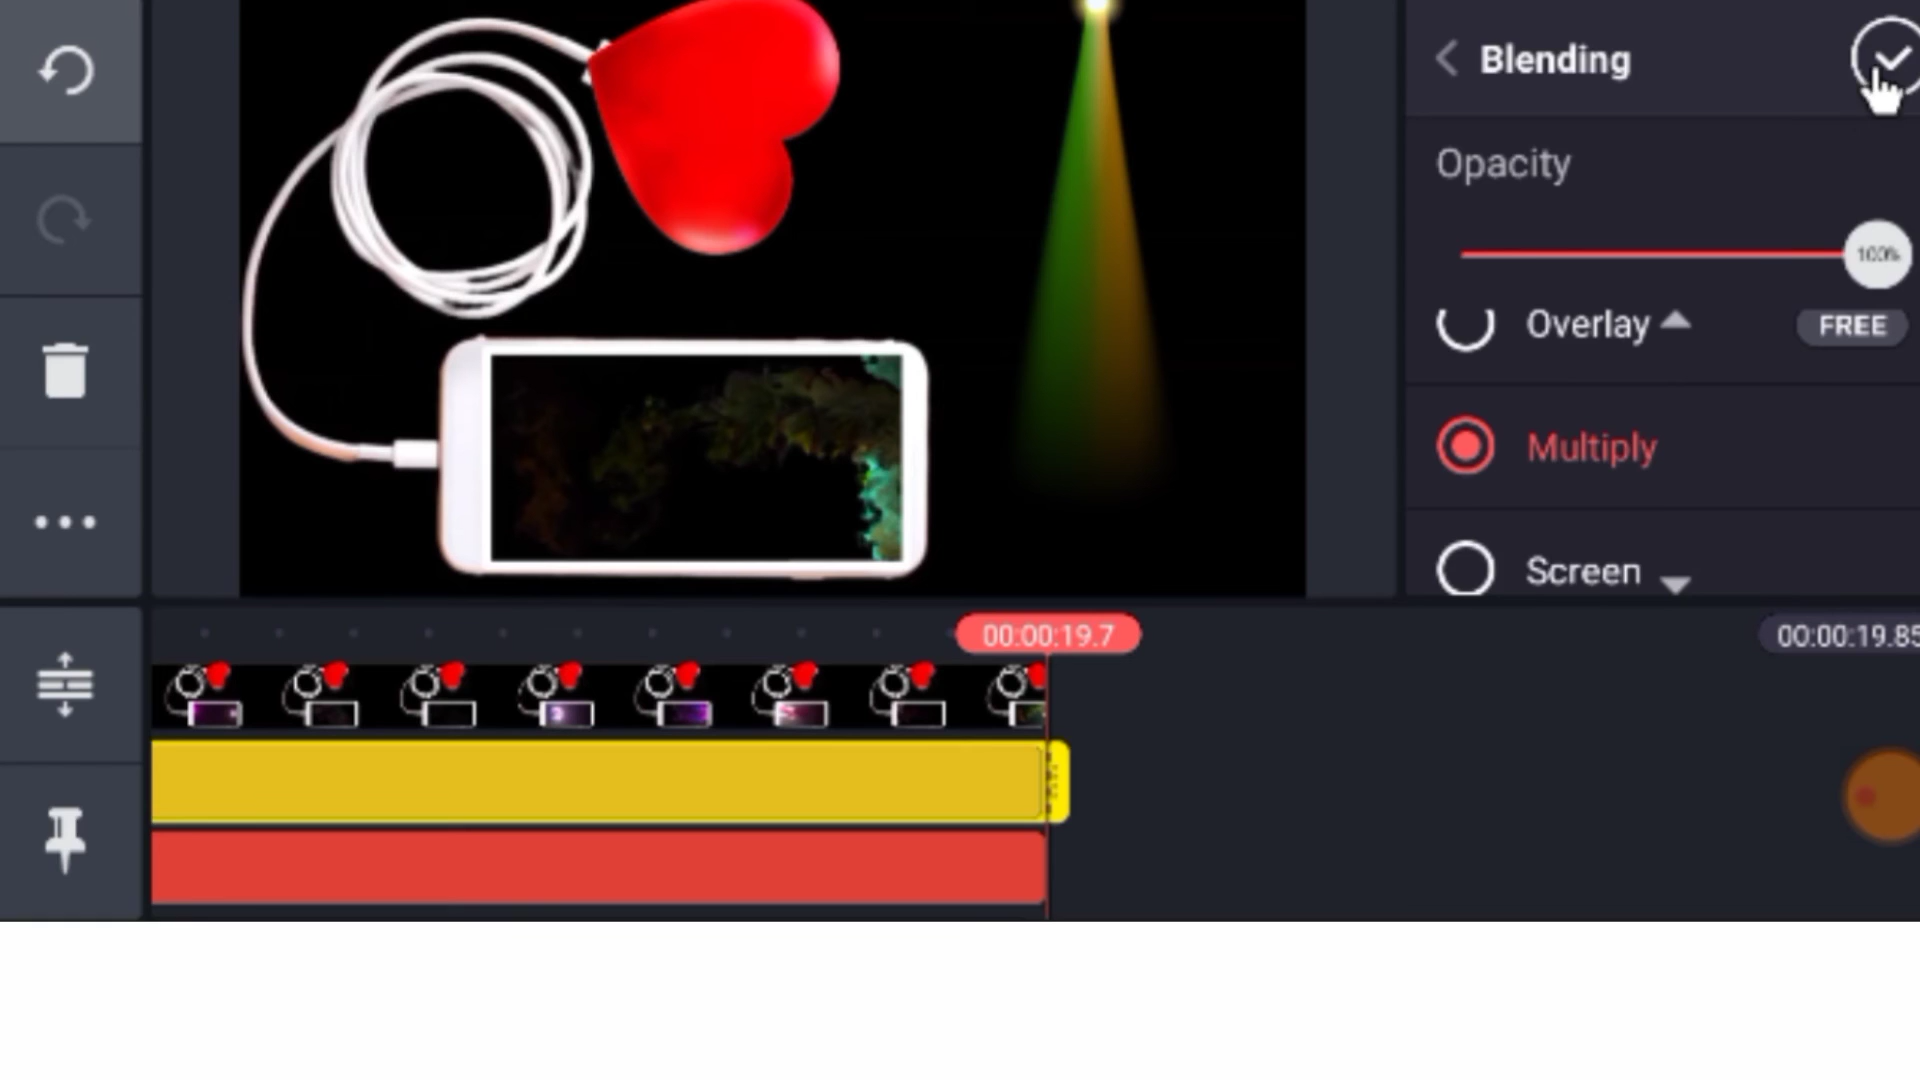 Blending
Opacity
100%
Overlay
FREE
Multiply
Screen
00:00:19.7
00:00:19.85